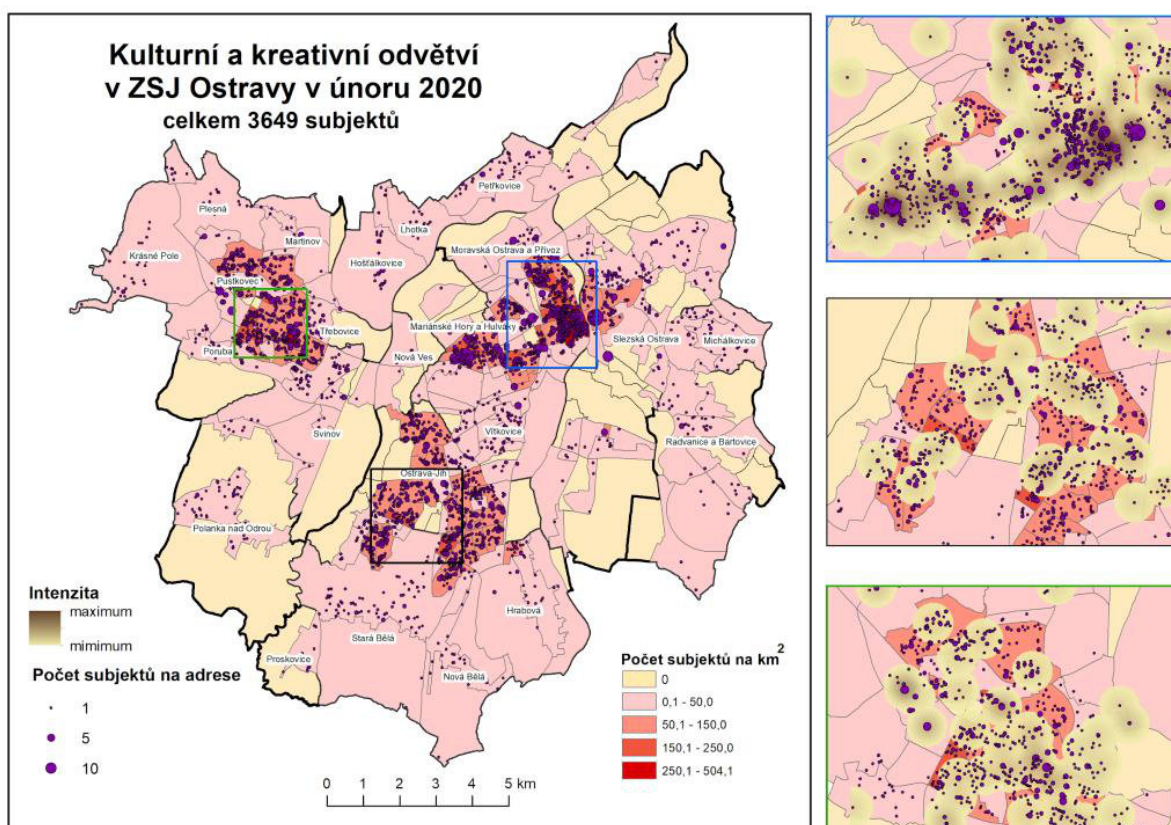 Kulturní a kreativní odvětví
v ZSJ Ostravy v únoru 2020
celkem 3649 subjektů
Petřkovice
Plesná
Lhotka
Martinov
Moravská Ostrava a Přívoz
Krásné Pole
Hošťálkovice
Pustkovec
Třebovice
Mariánské Hory a Hulváky
Slezská Ostrava
Michálkovice
Poruba
Nová Ves
Svinov
Vítkovice
Radvanice a Bartovice
Ostrava-Jih
Polanka nad Odrou
Hrabová
Stará Bělá
Proskovice
Nová Bělá
Intenzita
maximum
mimimum
Počet subjektů na adrese
1
5
10
0 1 2 3 4 5 km
Počet subjektů na km2
0
0,1 - 50,0
50,1 - 150,0
150,1 - 250,0
250,1 - 504,1